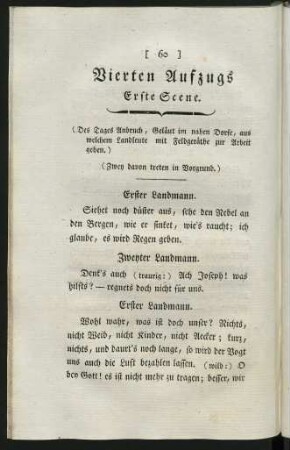 [ 60 ]
Vierten Aufzugs
Erste Scene.
(Des Tages Anbruch, Geläut im nahen Dorfe, aus
welchem Landleute mit Feldgeräthe zur Arbeit
gehen.)
(Zwey davon treten in Vorgrund.)
Erster Landmann.
Siehet noch düster aus, sehe den Nebel an
den Bergen, wie er sinket, wie's raucht; ich
glaube, es wird Regen geben.
Zweyter Landmann.
Denk's auch (traurig:) Ach Joseph! was
hilfts? — regnets doch nicht für uns.
Erster Landmann.
Wohl wahr, was ist doch unser? Nichts,
nicht Weib, nicht Kinder, nicht Aecker; kurz,
nichts, und daurt's noch lange, so wird der Vogt
uns auch die Luft bezahlen lassen. (wild:) O
ben Gott! es ist nicht mehr zu tragen; besser, wir